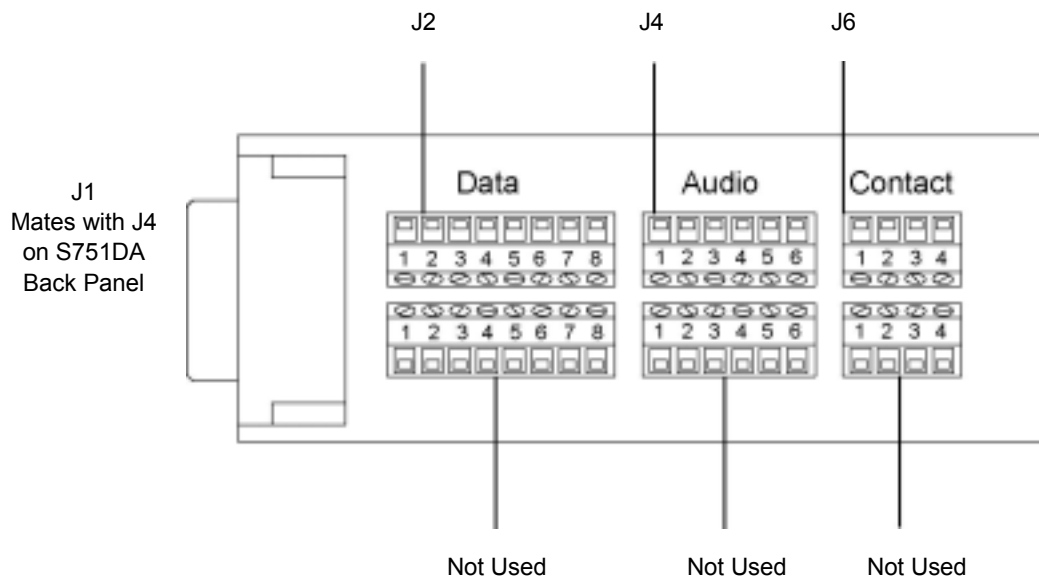 J2 J4 J6
J1
Mates with J4
on S751DA
Back Panel
Data Audio Contact
1 2 3 4 5 6 7 8 1 2 3 4 5 6 1 2 3 4
1 2 3 4 5 6 7 8 1 2 3 4 5 6 1 2 3 4
Not Used Not Used Not Used